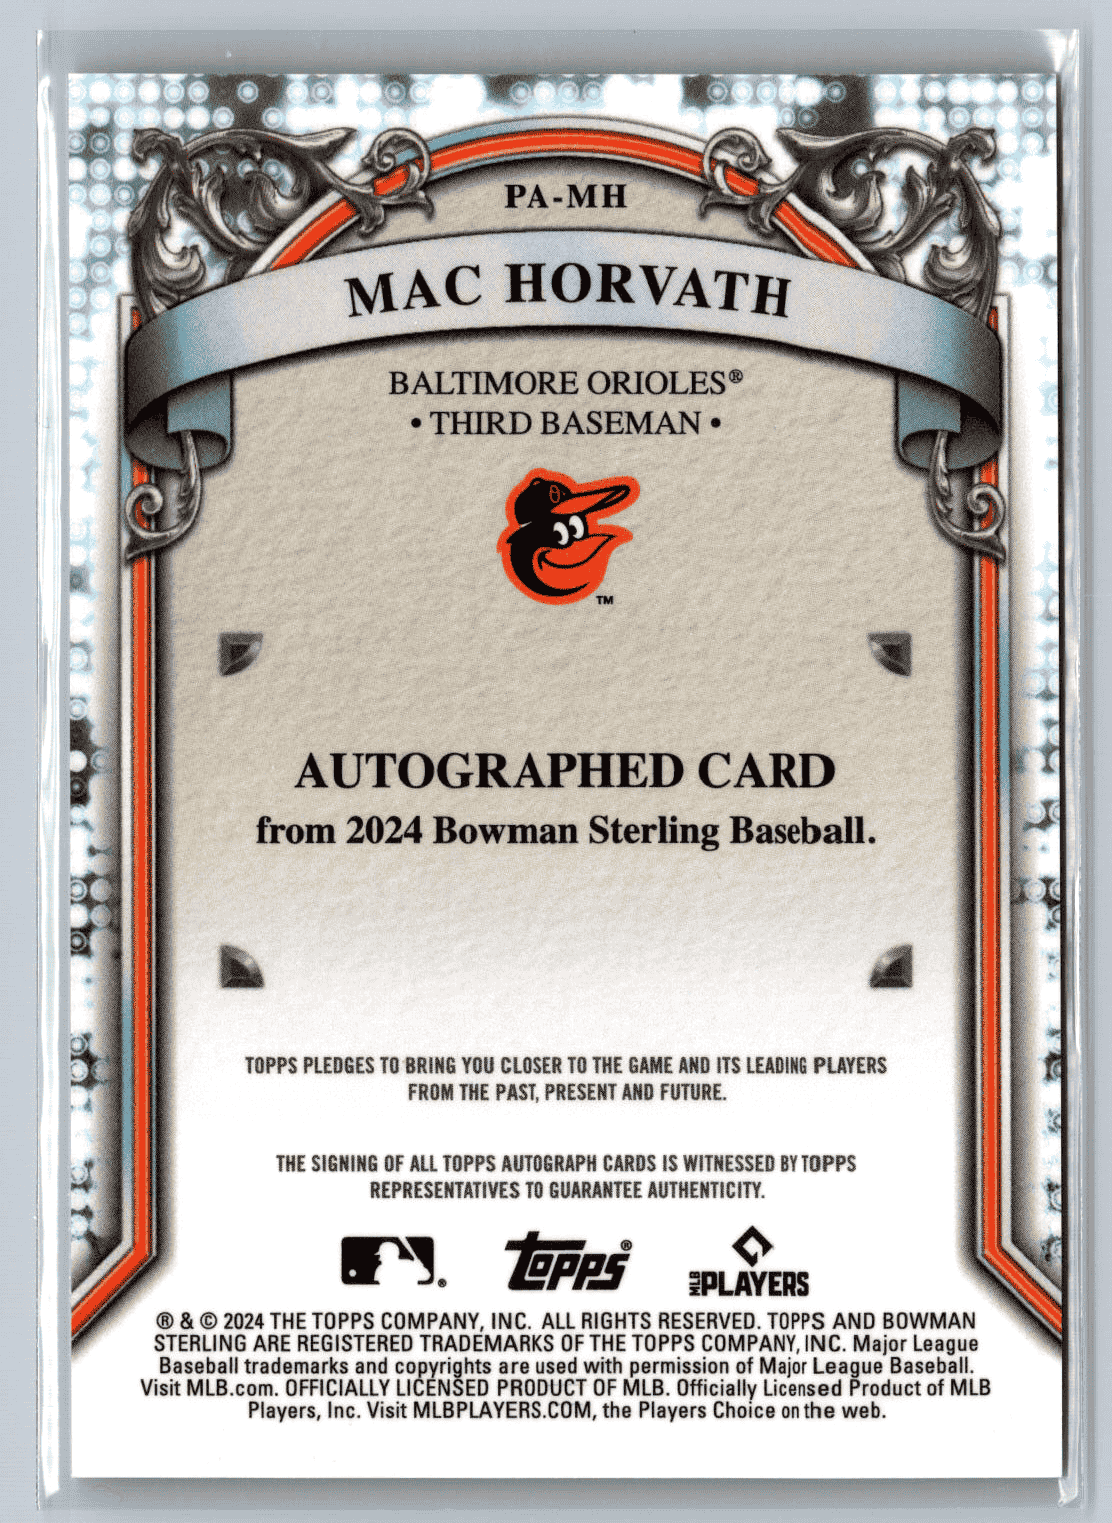 PA-MH
MAC HORVATH
BALTIMORE ORIOLES®
• THIRD BASEMAN •
TM
AUTOGRAPHED CARD
from 2024 Bowman Sterling Baseball.
TOPPS PLEDGES TO BRING YOU CLOSER TO THE GAME AND ITS LEADING PLAYERS
FROM THE PAST, PRESENT AND FUTURE.
THE SIGNING OF ALL TOPPS AUTOGRAPH CARDS IS WITNESSED BY TOPPS
REPRESENTATIVES TO GUARANTEE AUTHENTICITY.
® TOPPS® MLB PLAYERS
® & © 2024 THE TOPPS COMPANY, INC. ALL RIGHTS RESERVED. TOPPS AND BOWMAN
STERLING ARE REGISTERED TRADEMARKS OF THE TOPPS COMPANY, INC. Major League
Baseball trademarks and copyrights are used with permission of Major League Baseball.
Visit MLB.com. OFFICIALLY LICENSED PRODUCT OF MLB. Officially Licensed Product of MLB
Players, Inc. Visit MLBPLAYERS.COM, the Players Choice on the web.